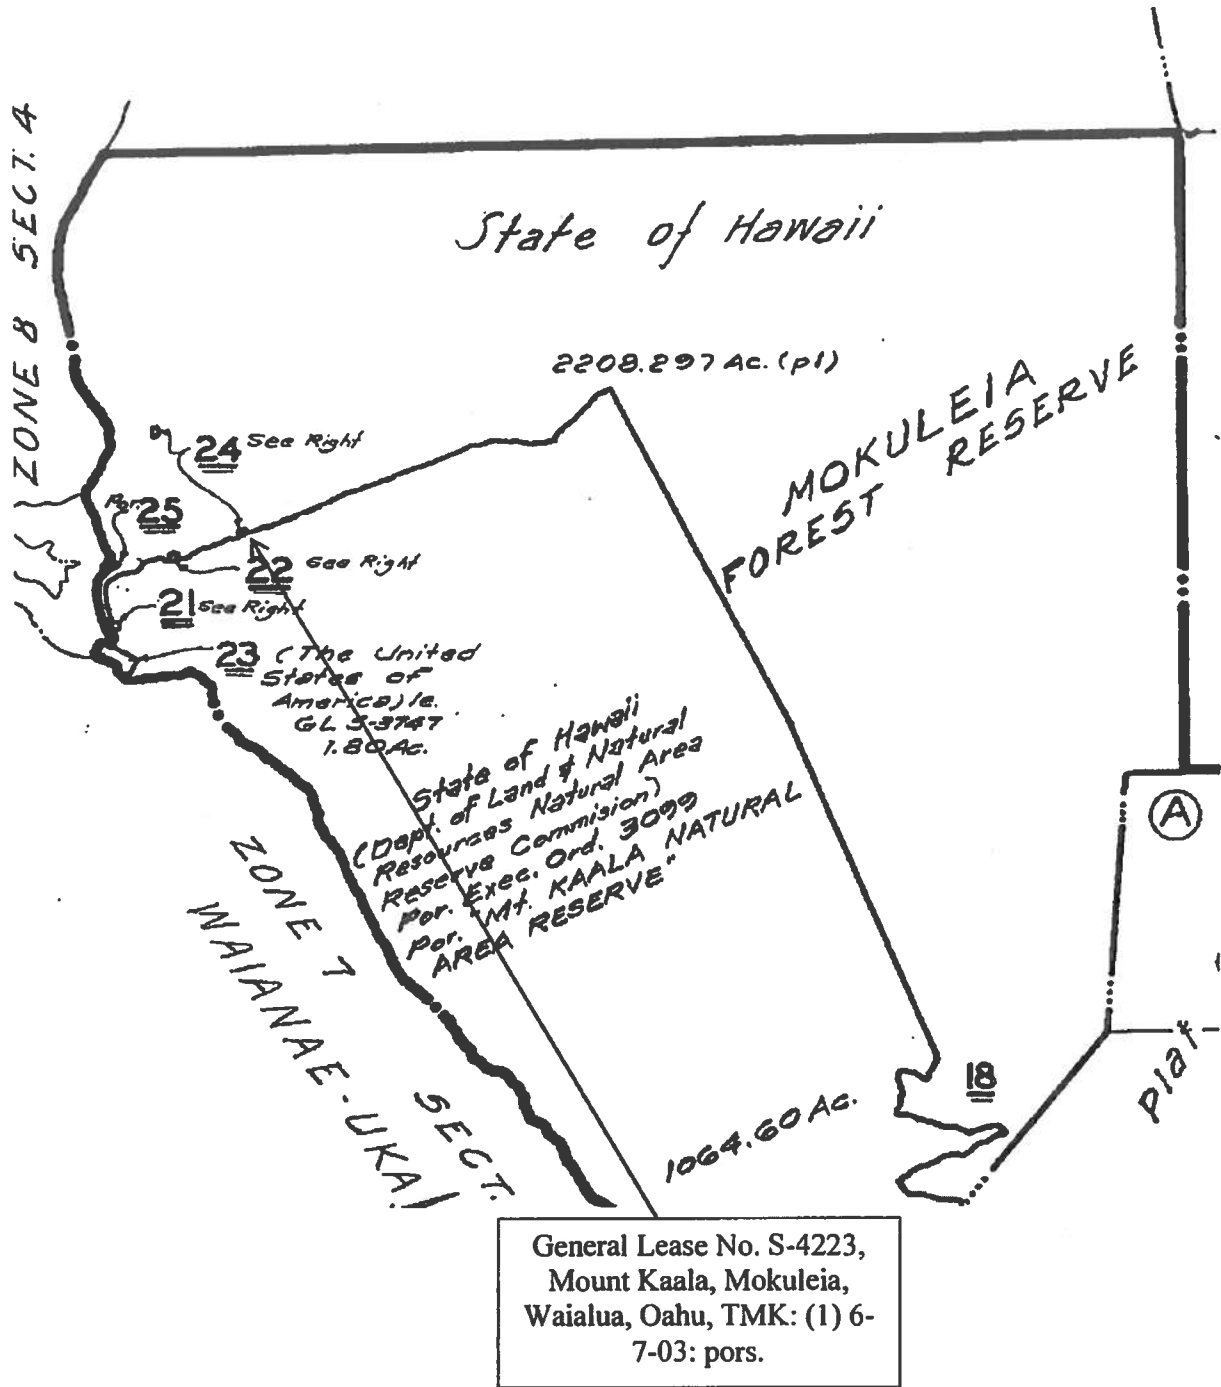 ZONE 8 SECT. 4
State of Hawaii
2208.297 Ac. (pl)
MOKULEIA
FOREST RESERVE
24 See Right
Por. 25
22 See Right
21 See Right
23 (The United
States of
America) le.
GL S-3747
1.80 Ac.
State of Hawaii
(Dept. of Land & Natural
Resources Natural Area
Reserve Commision)
Por. Exec. Ord. 3099
Por. "Mt. KAALA NATURAL
AREA RESERVE"
A
ZONE 7 SECT.
WAIANAE-UKA
18
1064.60 Ac.
Plat
General Lease No. S-4223,
Mount Kaala, Mokuleia,
Waialua, Oahu, TMK: (1) 6-
7-03: pors.